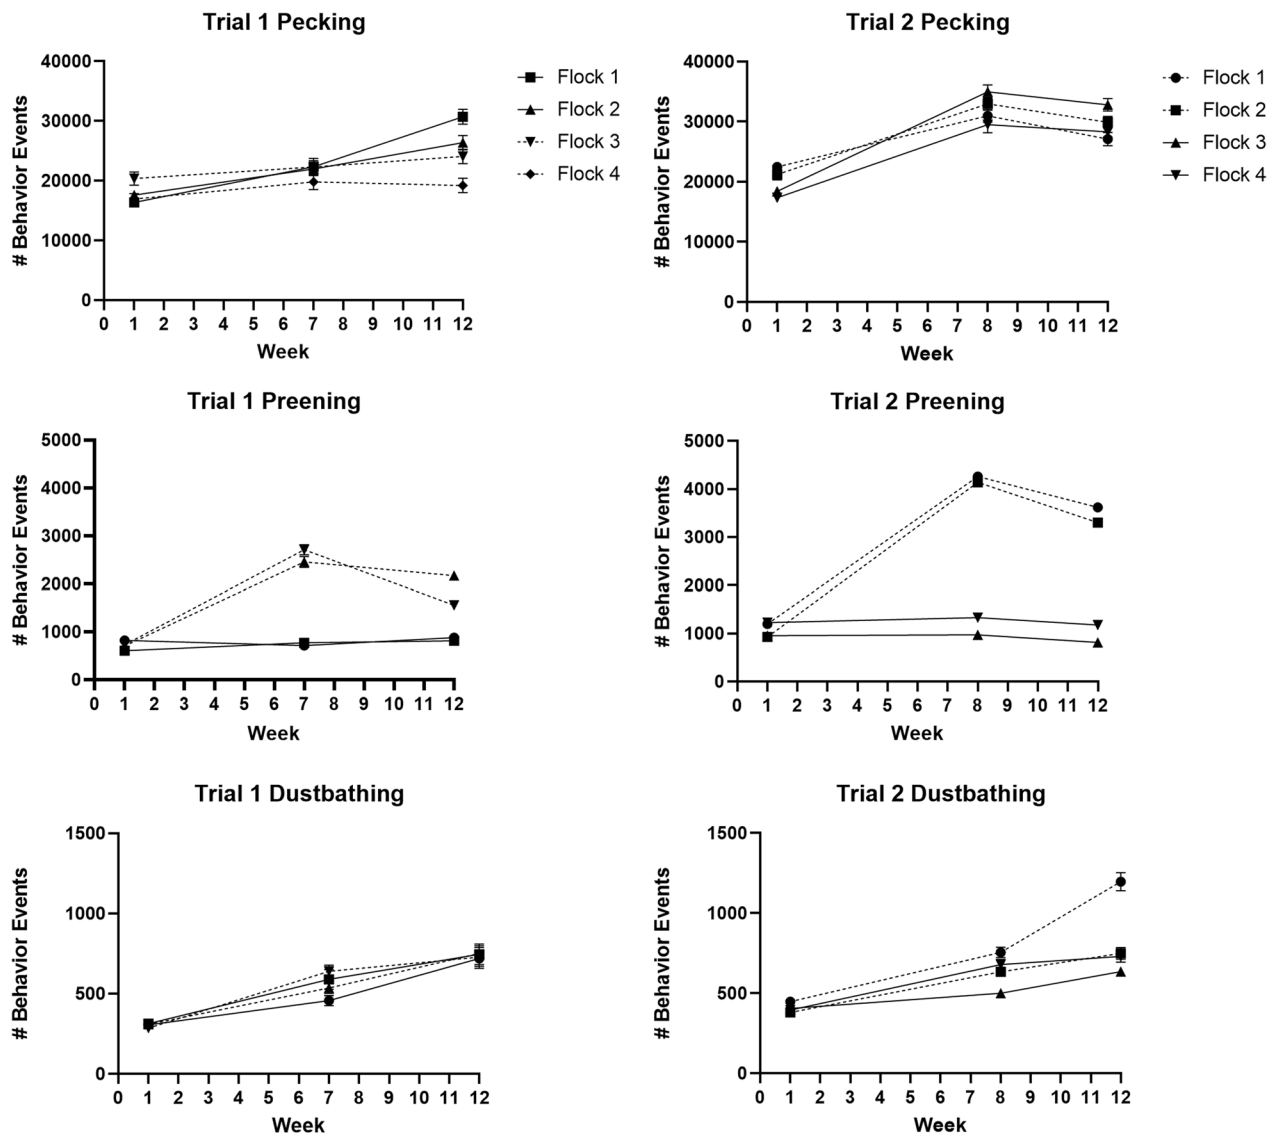 Trial 1 Pecking
# Behavior Events
40000
30000
20000
10000
0
0 1 2 3 4 5 6 7 8 9 10 11 12
Week
Flock 1
Flock 2
Flock 3
Flock 4
Trial 2 Pecking
# Behavior Events
40000
30000
20000
10000
0
0 1 2 3 4 5 6 7 8 9 10 11 12
Week
Flock 1
Flock 2
Flock 3
Flock 4
Trial 1 Preening
# Behavior Events
5000
4000
3000
2000
1000
0
0 1 2 3 4 5 6 7 8 9 10 11 12
Week
Trial 2 Preening
# Behavior Events
5000
4000
3000
2000
1000
0
0 1 2 3 4 5 6 7 8 9 10 11 12
Week
Trial 1 Dustbathing
# Behavior Events
1500
1000
500
0
0 1 2 3 4 5 6 7 8 9 10 11 12
Week
Trial 2 Dustbathing
# Behavior Events
1500
1000
500
0
0 1 2 3 4 5 6 7 8 9 10 11 12
Week